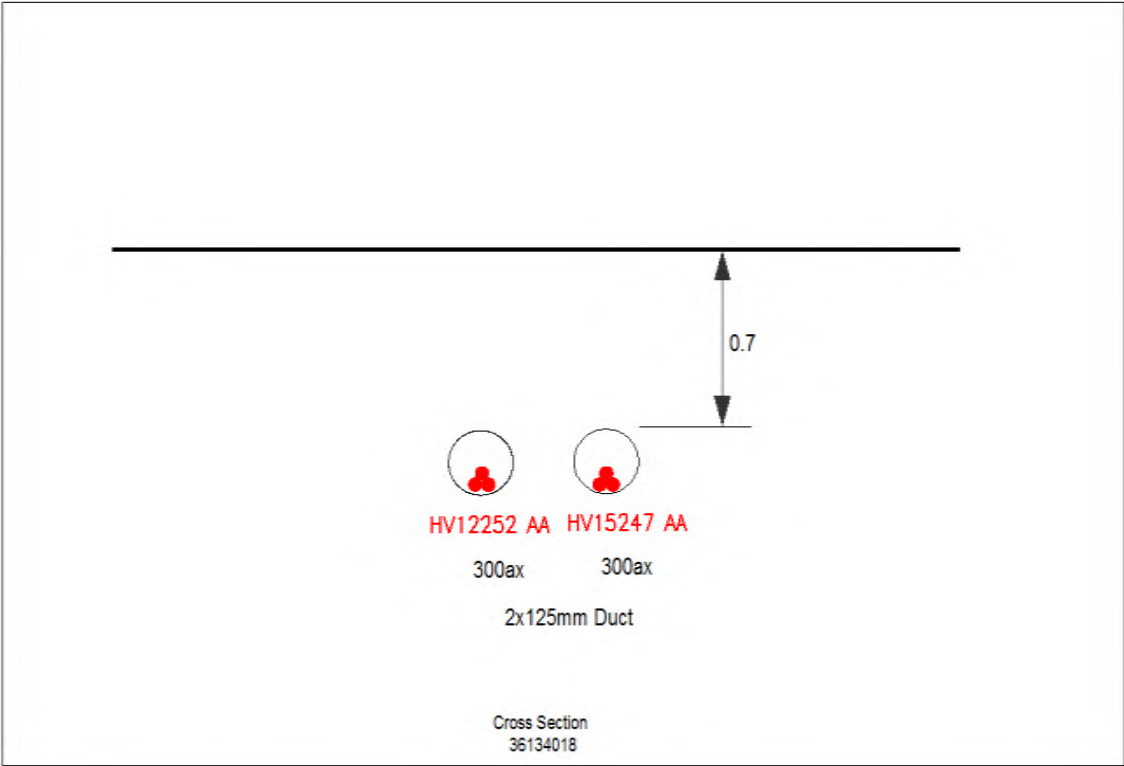 0.7
HV12252 AA HV15247 AA
300ax 300ax
2x125mm Duct
Cross Section
36134018